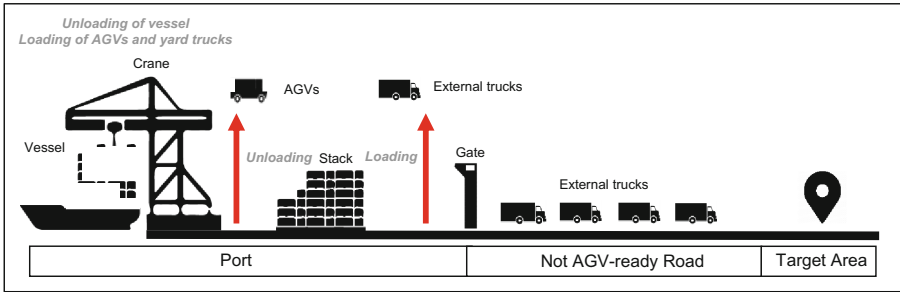 Unloading of vessel
Loading of AGVs and yard trucks
Crane
AGVs
External trucks
Vessel
Unloading
Stack
Loading
Gate
External trucks
Port
Not AGV-ready Road
Target Area